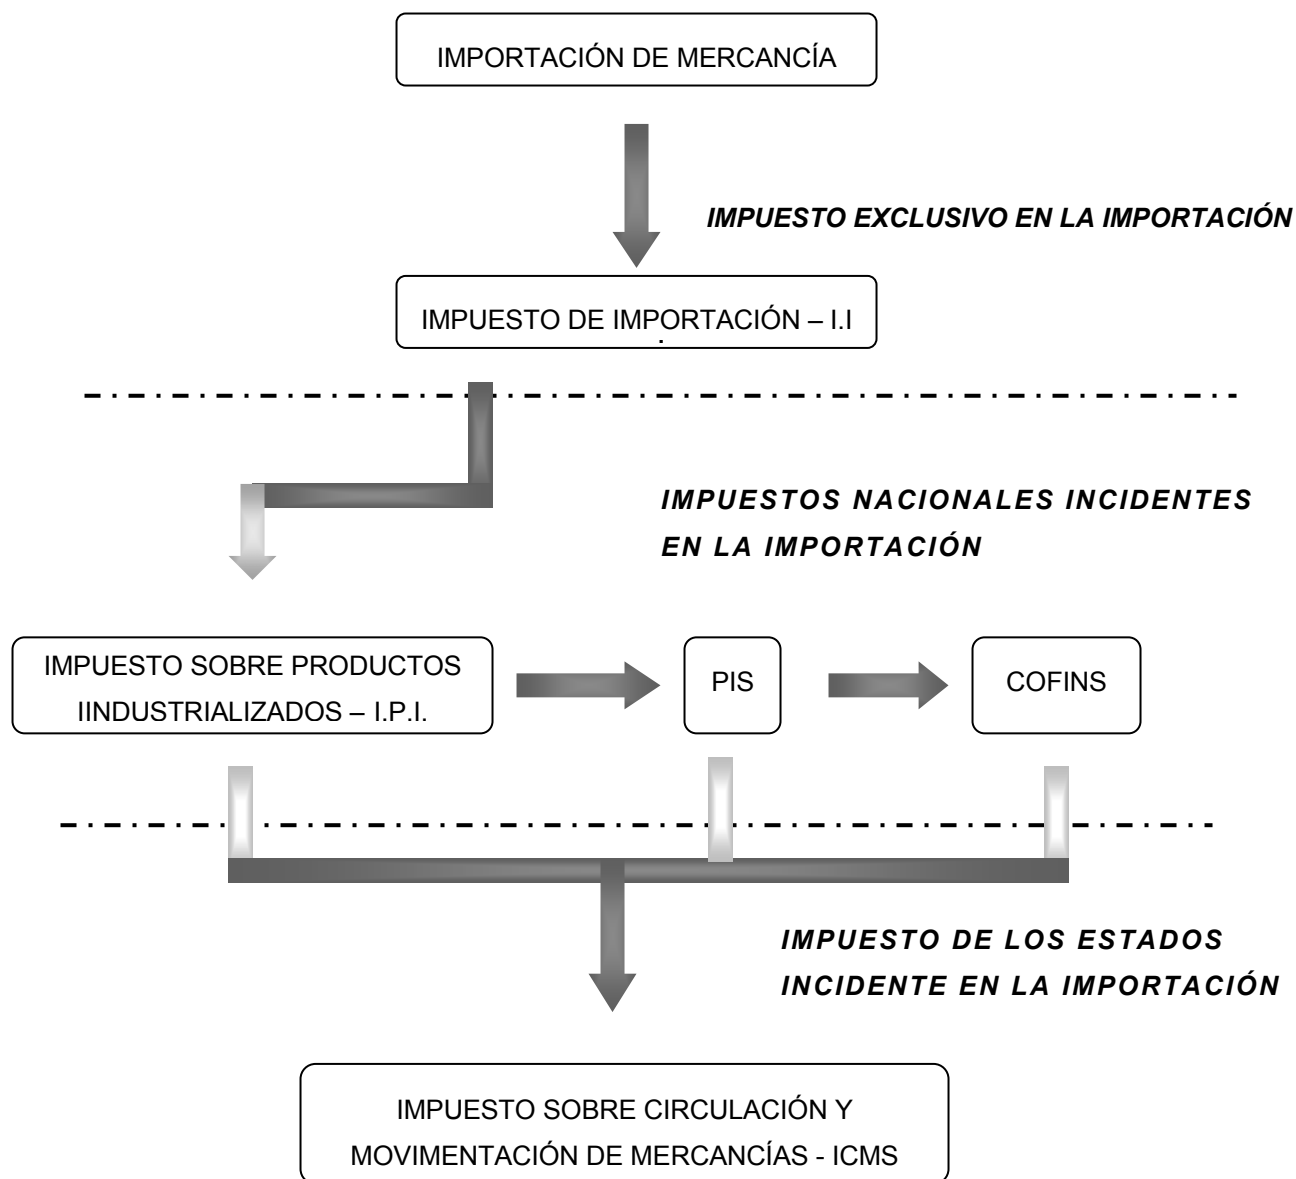 IMPORTACIÓN DE MERCANCÍA
IMPUESTO EXCLUSIVO EN LA IMPORTACIÓN
IMPUESTO DE IMPORTACIÓN – I.I
.
IMPUESTOS NACIONALES INCIDENTES
EN LA IMPORTACIÓN
IMPUESTO SOBRE PRODUCTOS
IINDUSTRIALIZADOS – I.P.I.
PIS
COFINS
IMPUESTO DE LOS ESTADOS
INCIDENTE EN LA IMPORTACIÓN
IMPUESTO SOBRE CIRCULACIÓN Y
MOVIMENTACIÓN DE MERCANCÍAS - ICMS